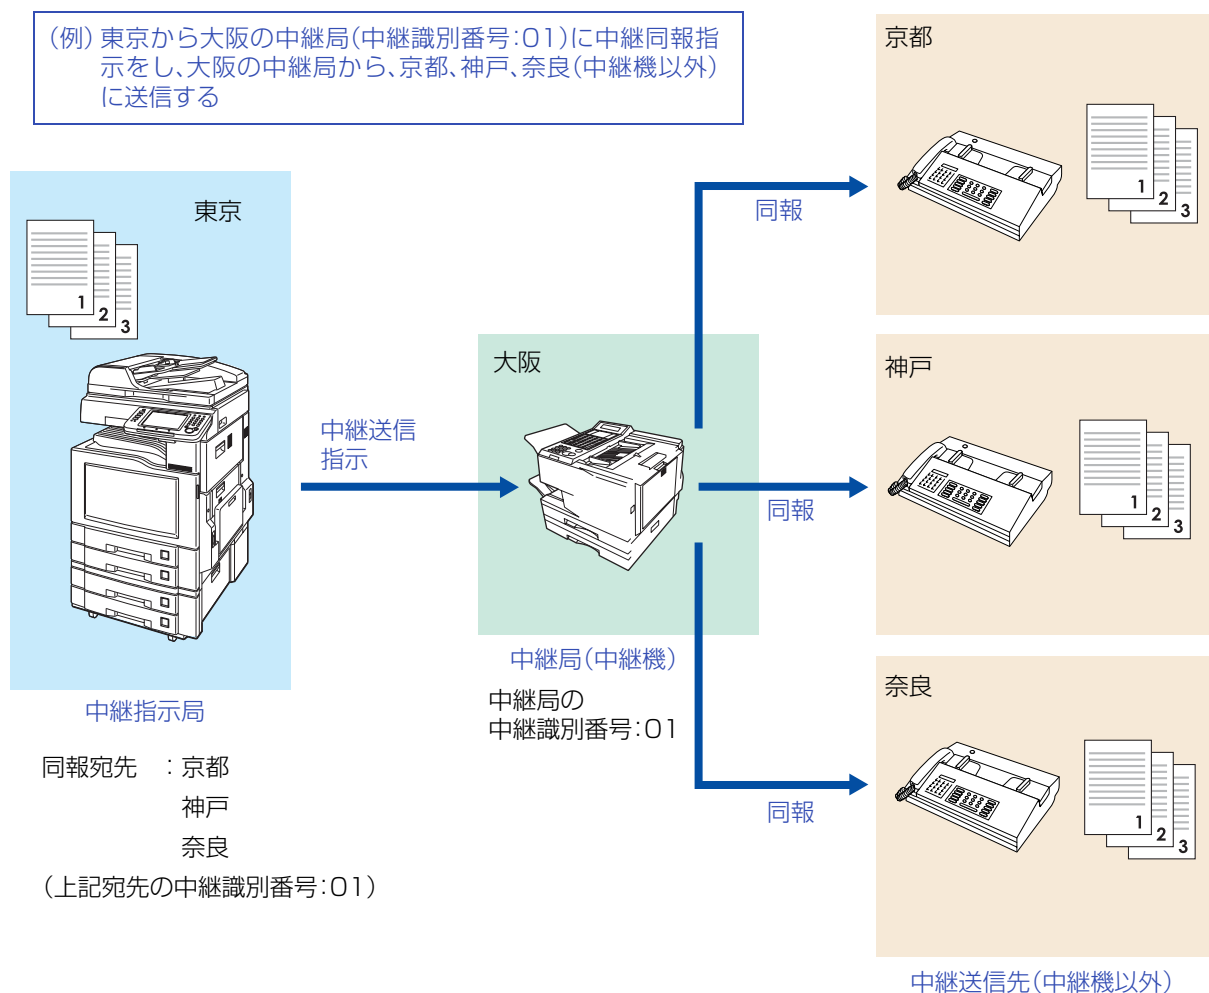 （例）東京から大阪の中継局（中継識別番号：01）に中継同報指
示をし、大阪の中継局から、京都、神戸、奈良（中継機以外）
に送信する
東京
1
2
3
中継指示局
同報宛先　：京都
神戸
奈良
（上記宛先の中継識別番号：01）
中継送信
指示
大阪
中継局（中継機）
中継局の
中継識別番号：01
同報
同報
同報
京都
1
2
3
神戸
1
2
3
奈良
1
2
3
中継送信先（中継機以外）